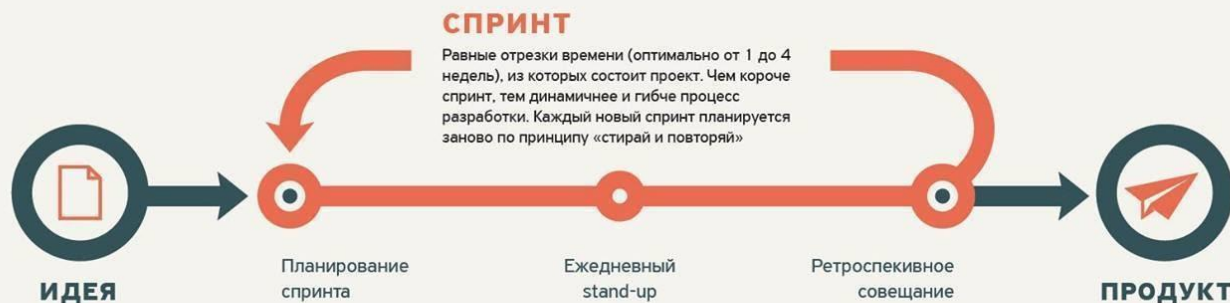 СПРИНТ
Равные отрезки времени (оптимально от 1 до 4
недель), из которых состоит проект. Чем короче
спринт, тем динамичнее и гибче процесс
разработки. Каждый новый спринт планируется
заново по принципу «стирай и повторяй»
ИДЕЯ
Планирование
спринта
Ежедневный
stand-up
Ретроспекивное
совещание
ПРОДУКТ